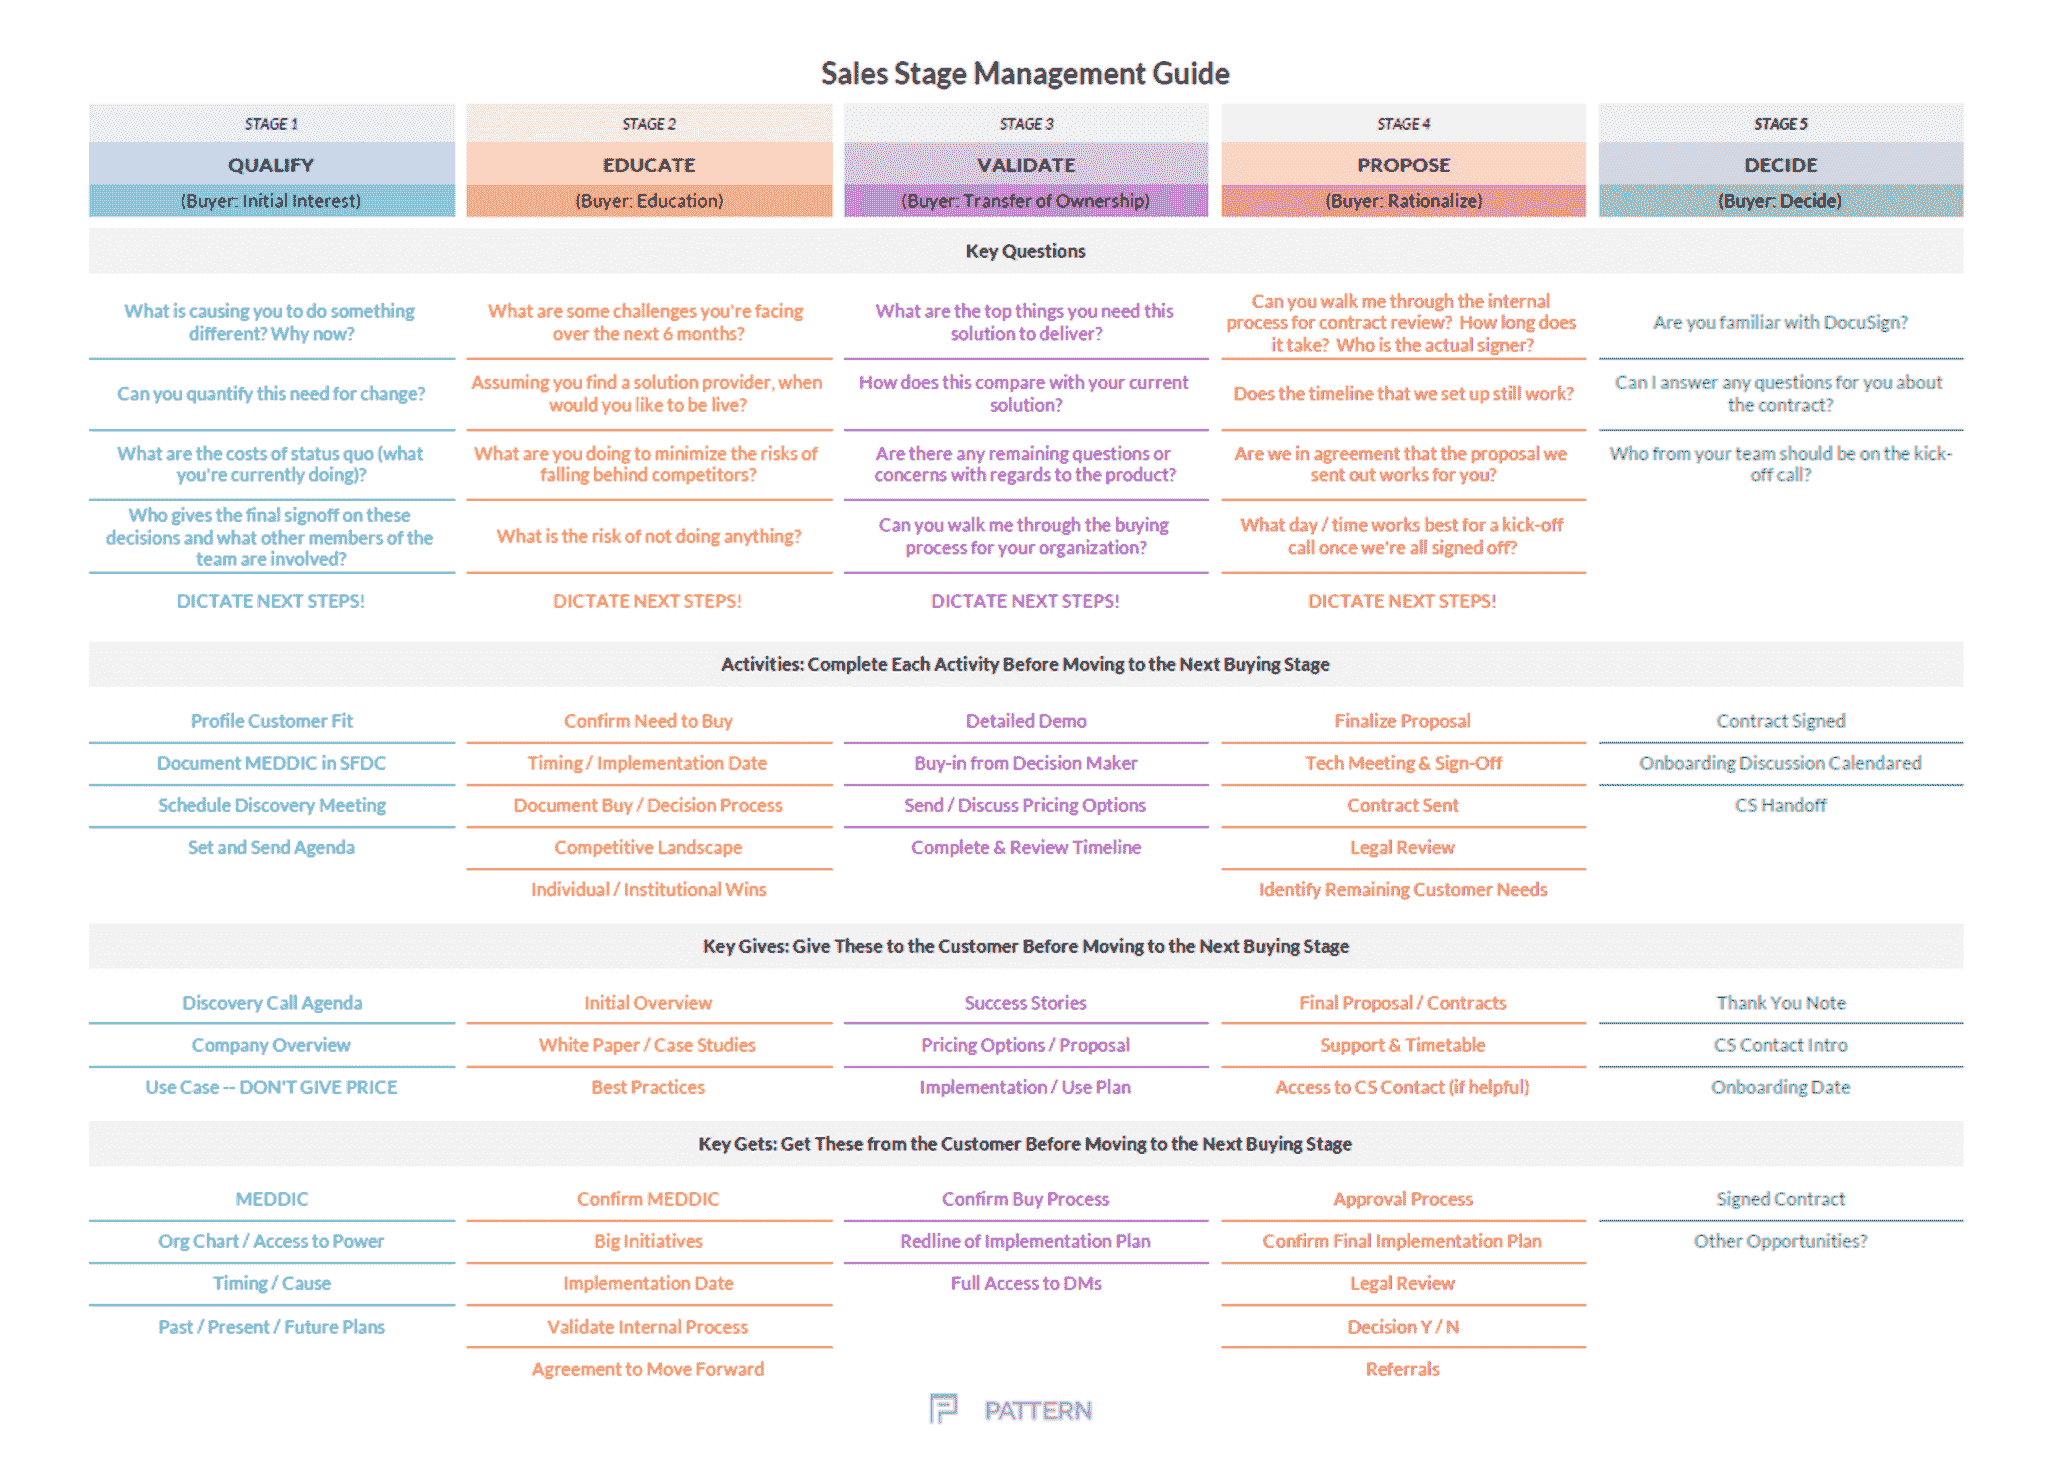 Sales Stage Management Guide
STAGE 1
QUALIFY
(Buyer: Initial Interest)
STAGE 2
EDUCATE
(Buyer: Education)
STAGE 3
VALIDATE
(Buyer: Transfer of Ownership)
STAGE 4
PROPOSE
(Buyer: Rationalize)
STAGE 5
DECIDE
(Buyer: Decide)
Key Questions
What is causing you to do something
different? Why now?
Can you quantify this need for change?
What are the costs of status quo (what
you're currently doing)?
Who gives the final signoff on these
decisions and what other members of the
team are involved?
DICTATE NEXT STEPS!
What are some challenges you're facing
over the next 6 months?
Assuming you find a solution provider, when
would you like to be live?
What are you doing to minimize the risks of
falling behind competitors?
What is the risk of not doing anything?
DICTATE NEXT STEPS!
What are the top things you need this
solution to deliver?
How does this compare with your current
solution?
Are there any remaining questions or
concerns with regards to the product?
Can you walk me through the buying
process for your organization?
DICTATE NEXT STEPS!
Can you walk me through the internal
process for contract review? How long does
it take? Who is the actual signer?
Does the timeline that we set up still work?
Are we in agreement that the proposal we
sent out works for you?
What day / time works best for a kick-off
call once we're all signed off?
DICTATE NEXT STEPS!
Are you familiar with DocuSign?
Can I answer any questions for you about
the contract?
Who from your team should be on the kick-
off call?
Activities: Complete Each Activity Before Moving to the Next Buying Stage
Profile Customer Fit
Document MEDDIC in SFDC
Schedule Discovery Meeting
Set and Send Agenda
Confirm Need to Buy
Timing / Implementation Date
Document Buy / Decision Process
Competitive Landscape
Individual / Institutional Wins
Detailed Demo
Buy-in from Decision Maker
Send / Discuss Pricing Options
Complete & Review Timeline
Finalize Proposal
Tech Meeting & Sign-Off
Contract Sent
Legal Review
Identify Remaining Customer Needs
Contract Signed
Onboarding Discussion Calendared
CS Handoff
Key Gives: Give These to the Customer Before Moving to the Next Buying Stage
Discovery Call Agenda
Company Overview
Use Case -- DON'T GIVE PRICE
Initial Overview
White Paper / Case Studies
Best Practices
Success Stories
Pricing Options / Proposal
Implementation / Use Plan
Final Proposal / Contracts
Support & Timetable
Access to CS Contact (if helpful)
Thank You Note
CS Contact Intro
Onboarding Date
Key Gets: Get These from the Customer Before Moving to the Next Buying Stage
MEDDIC
Org Chart / Access to Power
Timing / Cause
Past / Present / Future Plans
Confirm MEDDIC
Big Initiatives
Implementation Date
Validate Internal Process
Agreement to Move Forward
Confirm Buy Process
Redline of Implementation Plan
Full Access to DMs
Approval Process
Confirm Final Implementation Plan
Legal Review
Decision Y / N
Referrals
Signed Contract
Other Opportunities?
PATTERN